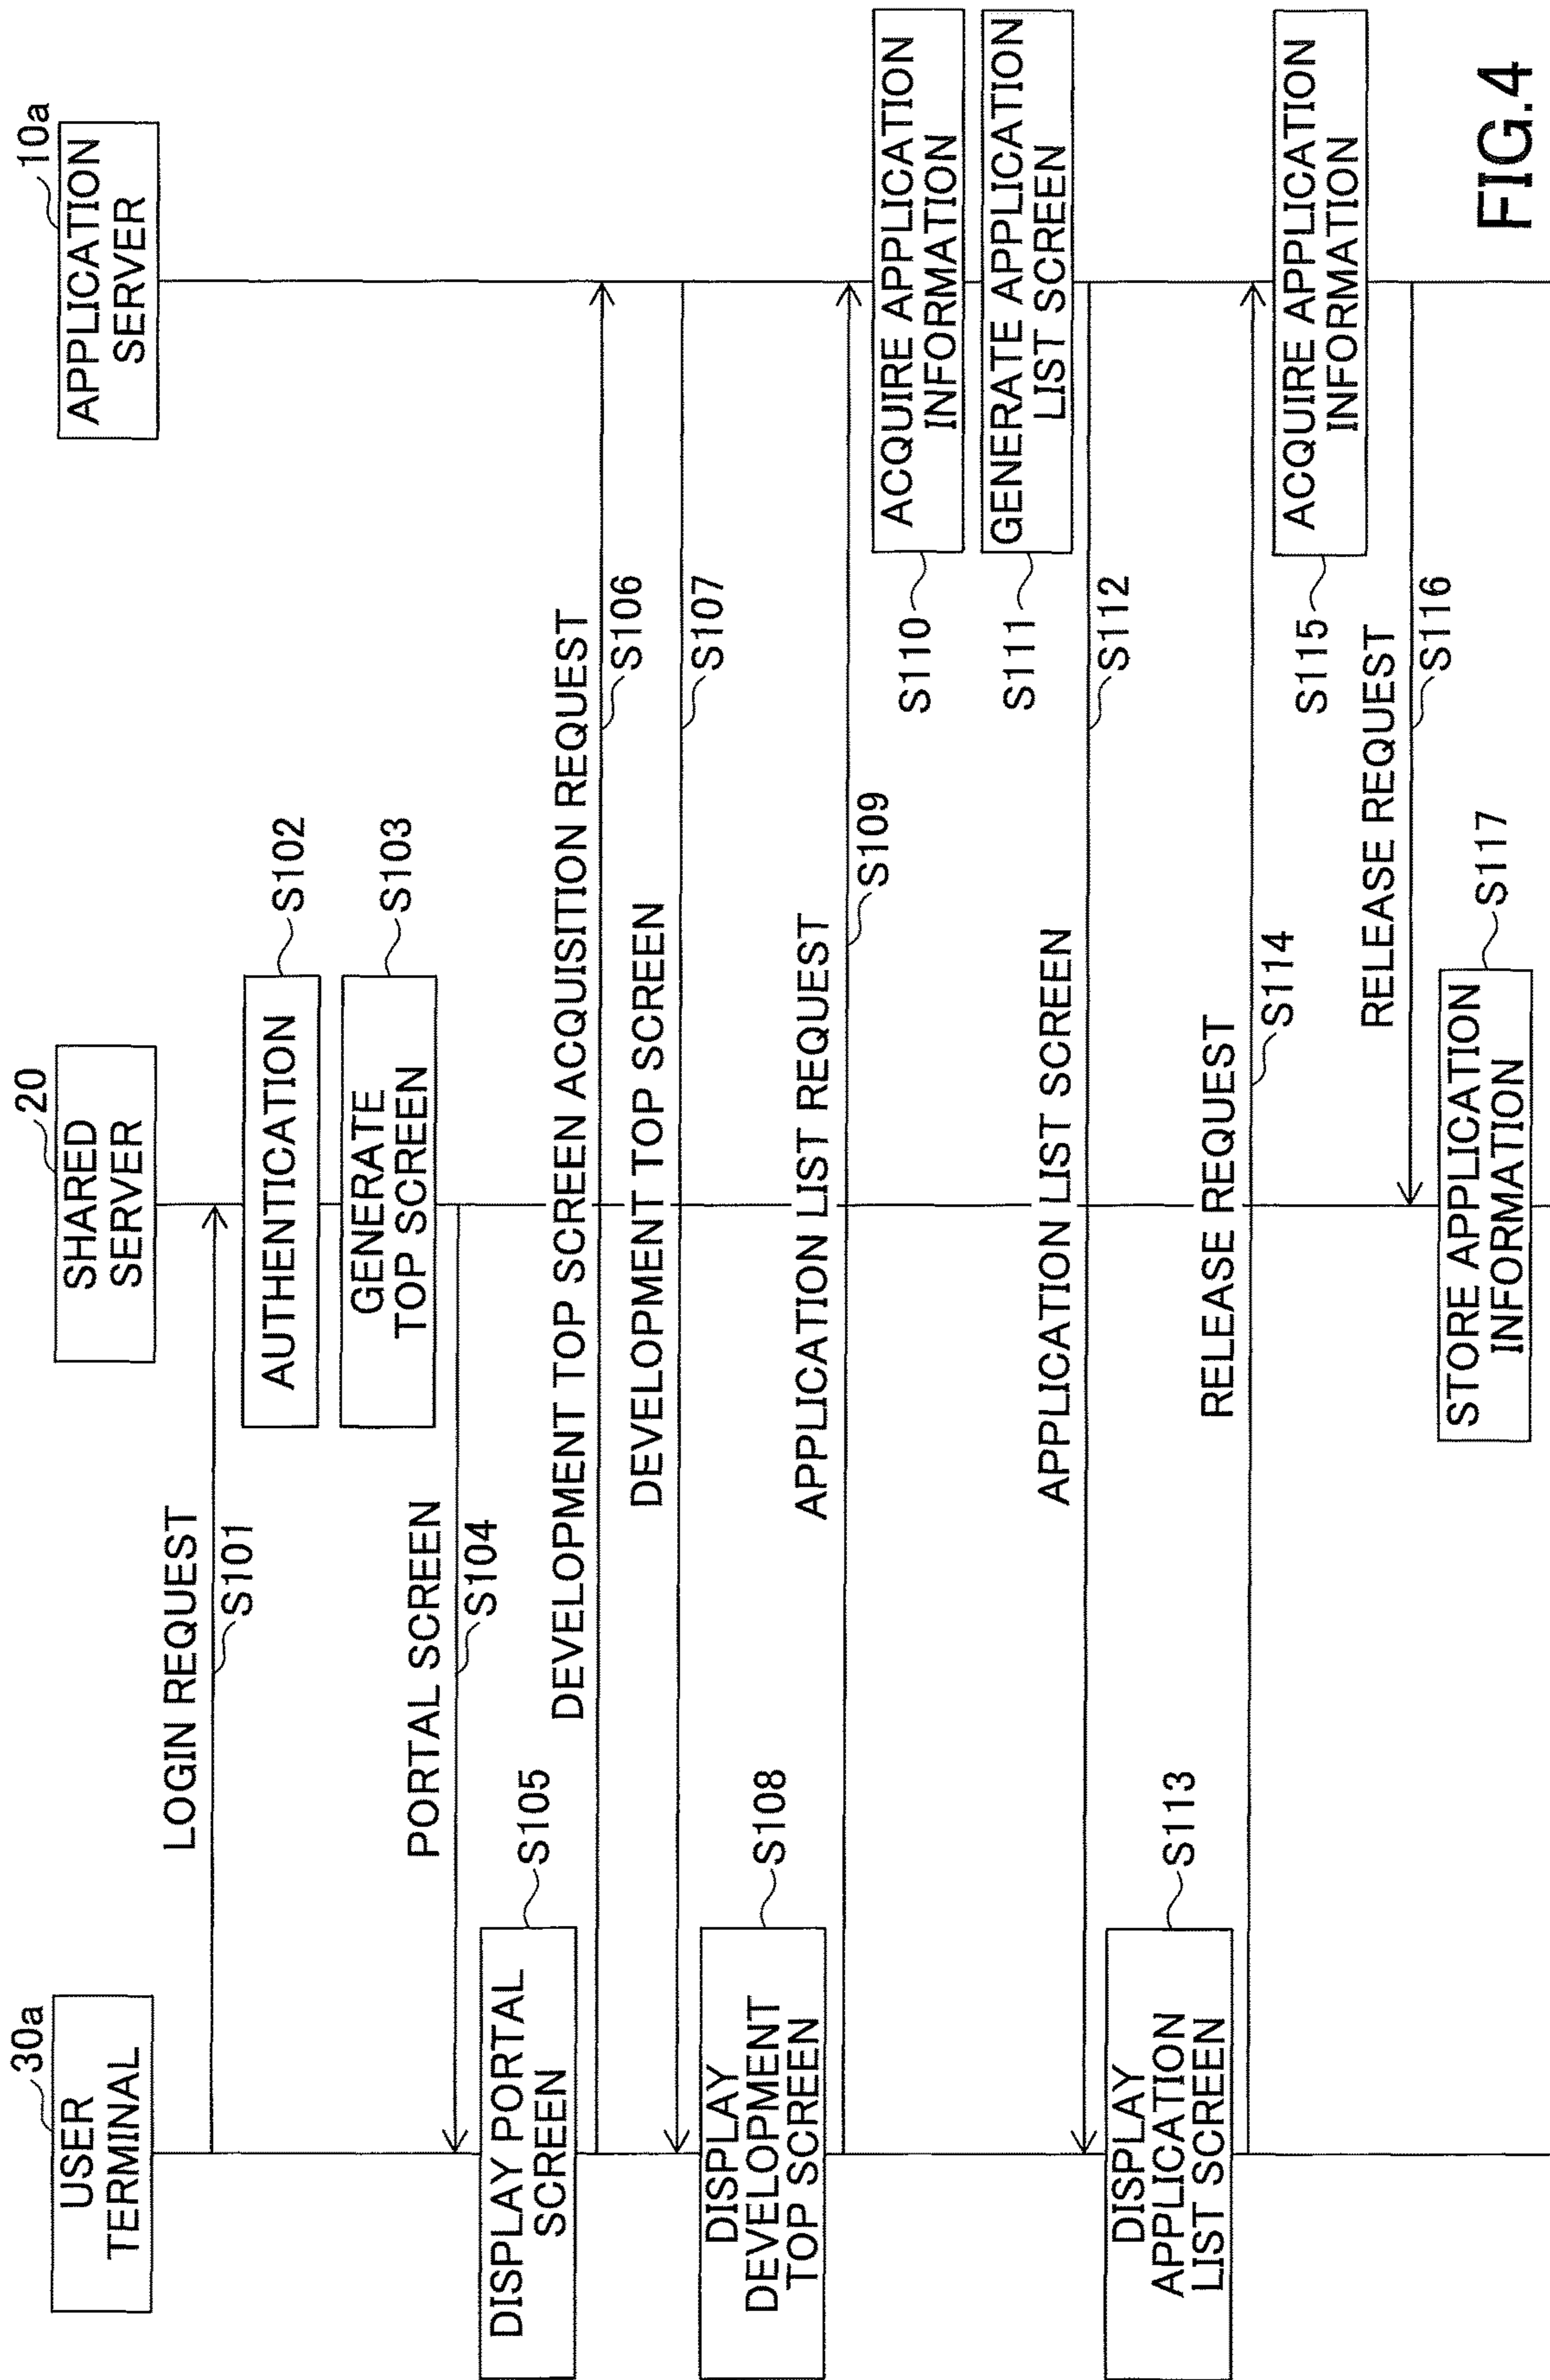 30a
USER
TERMINAL
20
SHARED
SERVER
10a
APPLICATION
SERVER
LOGIN REQUEST
S101
AUTHENTICATION
S102
GENERATE
TOP SCREEN
S103
PORTAL SCREEN
S104
DISPLAY PORTAL
SCREEN
S105
DEVELOPMENT TOP SCREEN ACQUISITION REQUEST
S106
DEVELOPMENT TOP SCREEN
S107
DISPLAY
DEVELOPMENT
TOP SCREEN
S108
APPLICATION LIST REQUEST
S109
S110
ACQUIRE APPLICATION
INFORMATION
S111
GENERATE APPLICATION
LIST SCREEN
APPLICATION LIST SCREEN
S112
DISPLAY
APPLICATION
LIST SCREEN
S113
RELEASE REQUEST
S114
S115
ACQUIRE APPLICATION
INFORMATION
RELEASE REQUEST
S116
STORE APPLICATION
INFORMATION
S117
FIG.4